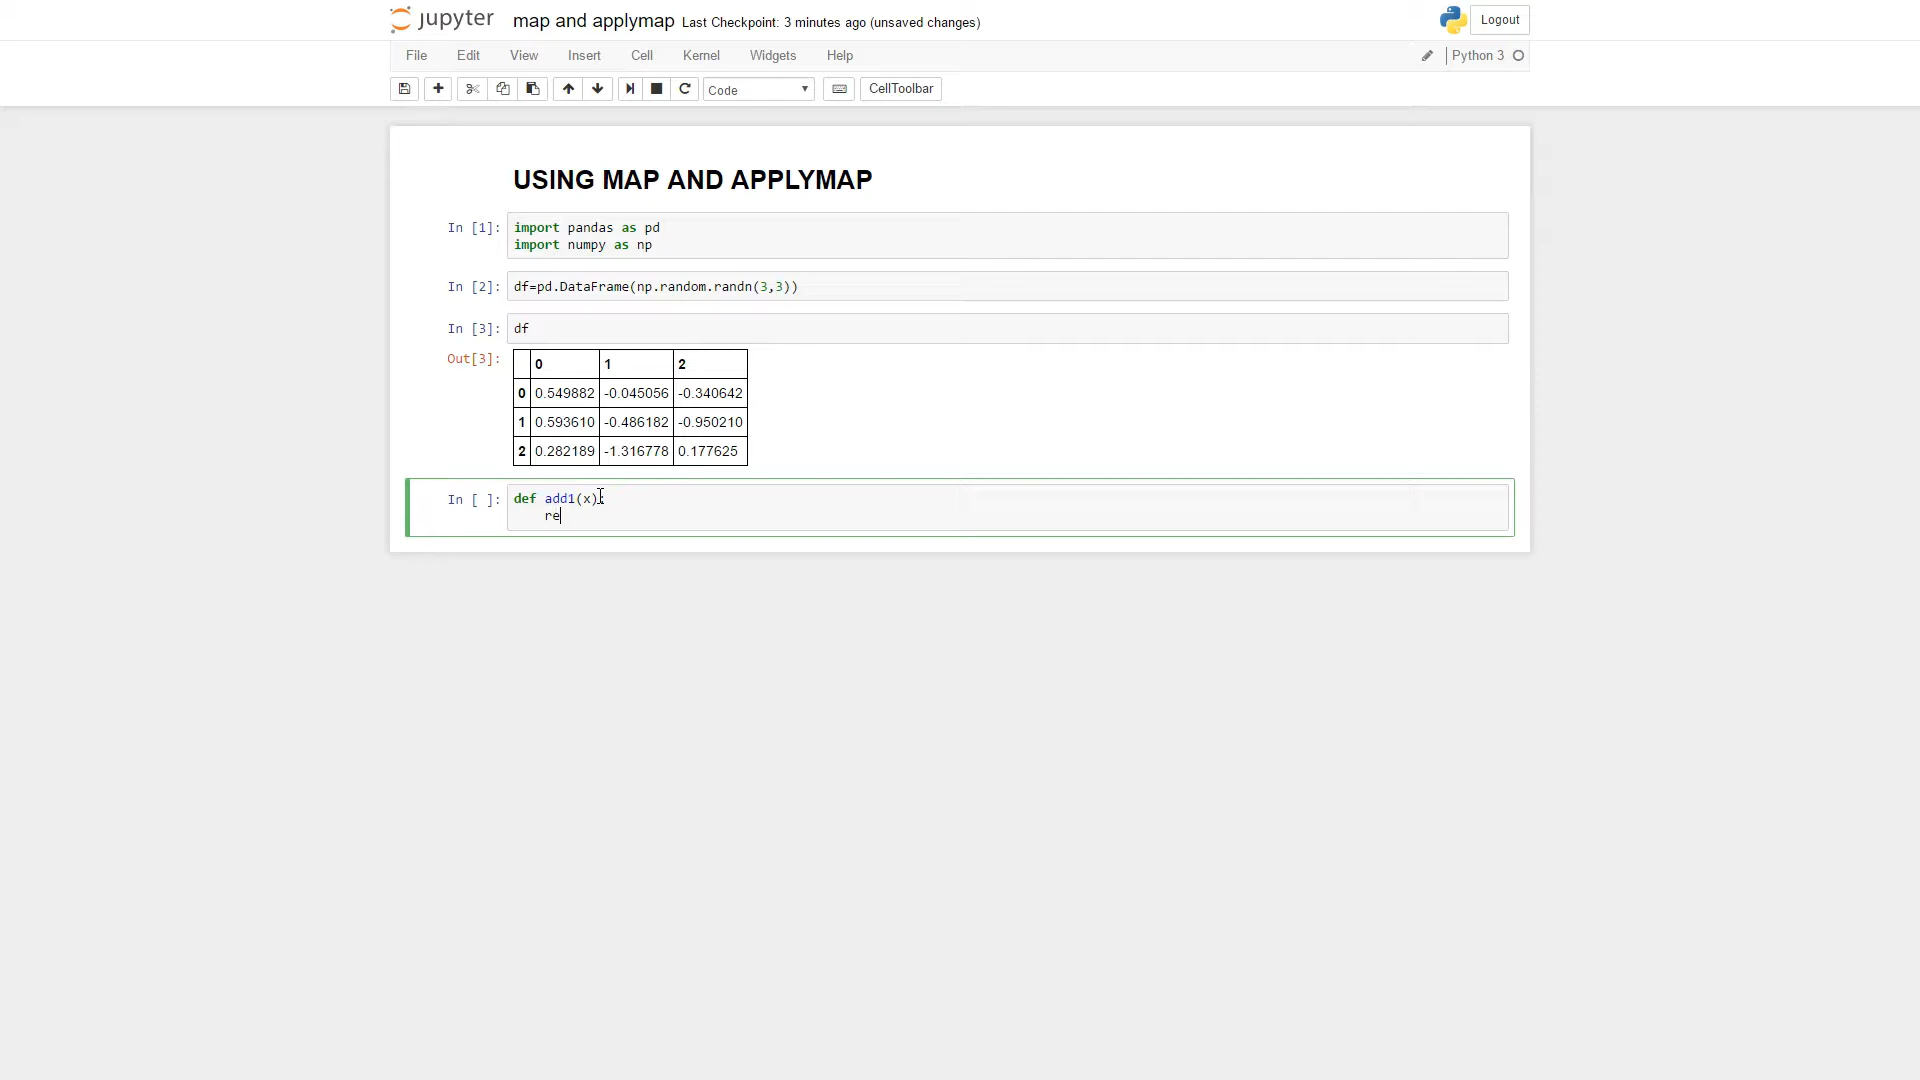 jupyter map and applymap Last Checkpoint: 3 minutes ago (unsaved changes) Logout
File Edit View Insert Cell Kernel Widgets Help Python 3
Code CellToolbar
USING MAP AND APPLYMAP
In [1]: import pandas as pd
import numpy as np
In [2]: df=pd.DataFrame(np.random.randn(3,3))
In [3]: df
Out[3]: 0 1 2
0 0.549882 -0.045056 -0.340642
1 0.593610 -0.486182 -0.950210
2 0.282189 -1.316778 0.177625
In [ ]: def add1(x):
re